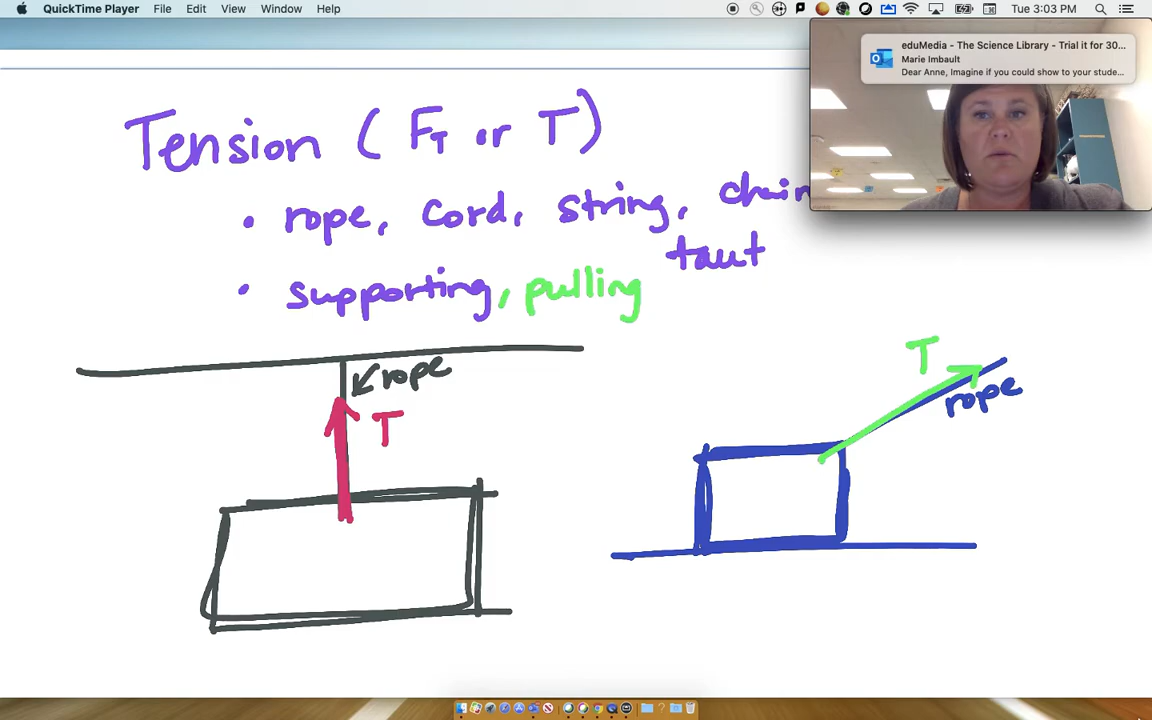 QuickTime Player File Edit View Window Help Tue 3:03 PM
eduMedia - The Science Library - Trial it for 30...
Marie Imbault
Dear Anne, Imagine if you could show to your stude...
Tension (FT or T)
• rope, cord, string, chain
taut
• supporting, pulling
rope
T
T
rope